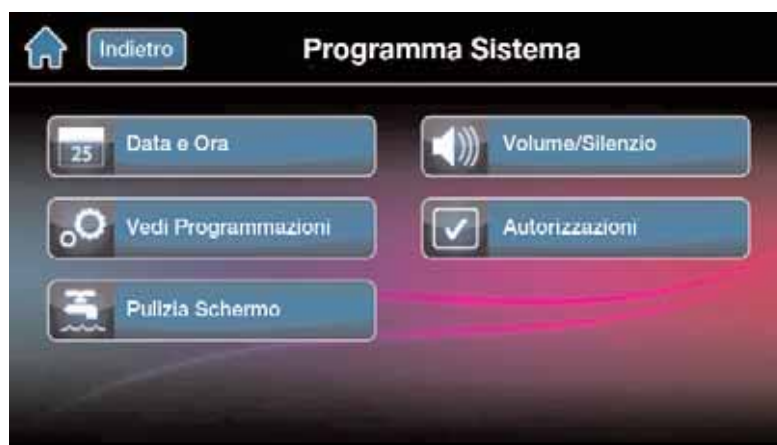 Indietro
Programma Sistema
25
Data e Ora
Volume/Silenzio
Vedi Programmazioni
Autorizzazioni
Pulizia Schermo